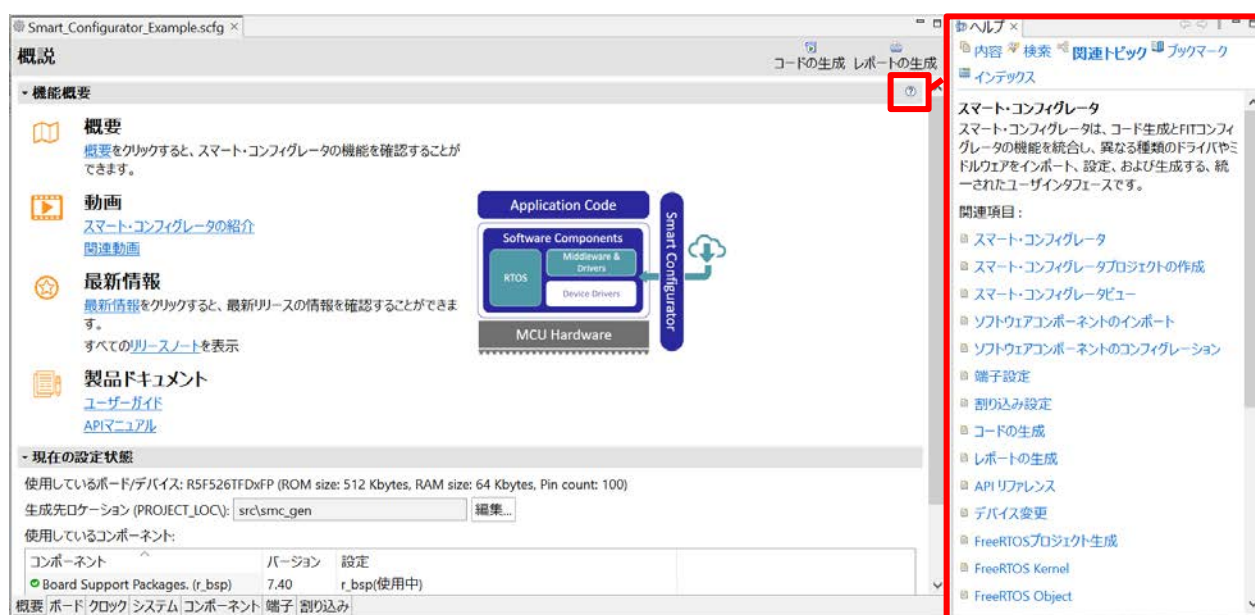 Smart_Configurator_Example.scfg ×
概説
コードの生成 レポートの生成
機能概要
概要
概要をクリックすると、スマート・コンフィグレータの機能を確認することが
できます。
動画
スマート・コンフィグレータの紹介
関連動画
最新情報
最新情報をクリックすると、最新リリースの情報を確認することができま
す。
すべてのリリースノートを表示
製品ドキュメント
ユーザーガイド
APIマニュアル
Application Code
Software Components
RTOS
Middleware &
Drivers
Device Drivers
MCU Hardware
Smart Configurator
現在の設定状態
使用しているボード/デバイス: R5F526TFDxFP (ROM size: 512 Kbytes, RAM size: 64 Kbytes, Pin count: 100)
生成先ロケーション (PROJECT_LOC\): src\smc_gen 編集...
使用しているコンポーネント:
コンポーネント バージョン 設定
Board Support Packages. (r_bsp) 7.40 r_bsp(使用中)
概要 ボード クロック システム コンポーネント 端子 割り込み
ヘルプ ×
内容 検索 関連トピック ブックマーク
インデックス
スマート・コンフィグレータ
スマート・コンフィグレータは、コード生成とFITコンフィ
グレータの機能を統合し、異なる種類のドライバやミ
ドルウェアをインポート、設定、および生成する、統
一されたユーザインタフェースです。
関連項目:
スマート・コンフィグレータ
スマート・コンフィグレータプロジェクトの作成
スマート・コンフィグレータビュー
ソフトウェアコンポーネントのインポート
ソフトウェアコンポーネントのコンフィグレーション
端子設定
割り込み設定
コードの生成
レポートの生成
API リファレンス
デバイス変更
FreeRTOSプロジェクト生成
FreeRTOS Kernel
FreeRTOS Object